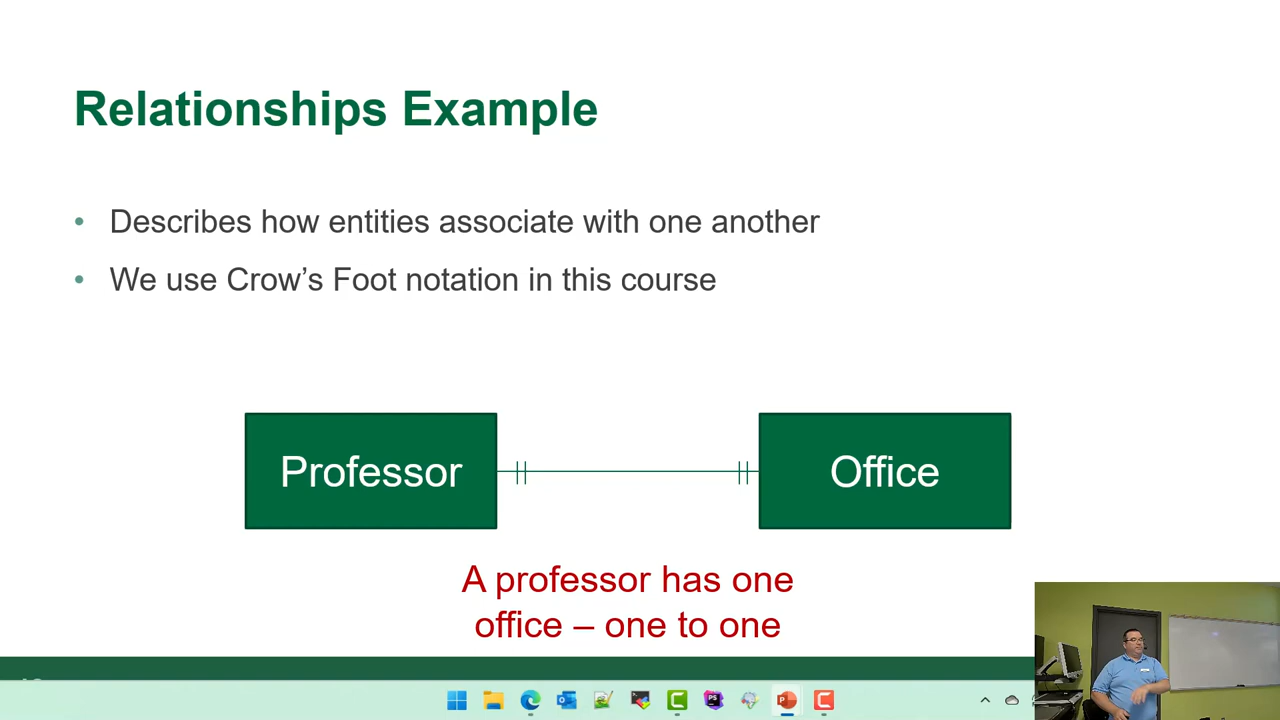 Relationships Example
• Describes how entities associate with one another
• We use Crow's Foot notation in this course
Professor
Office
A professor has one
office – one to one